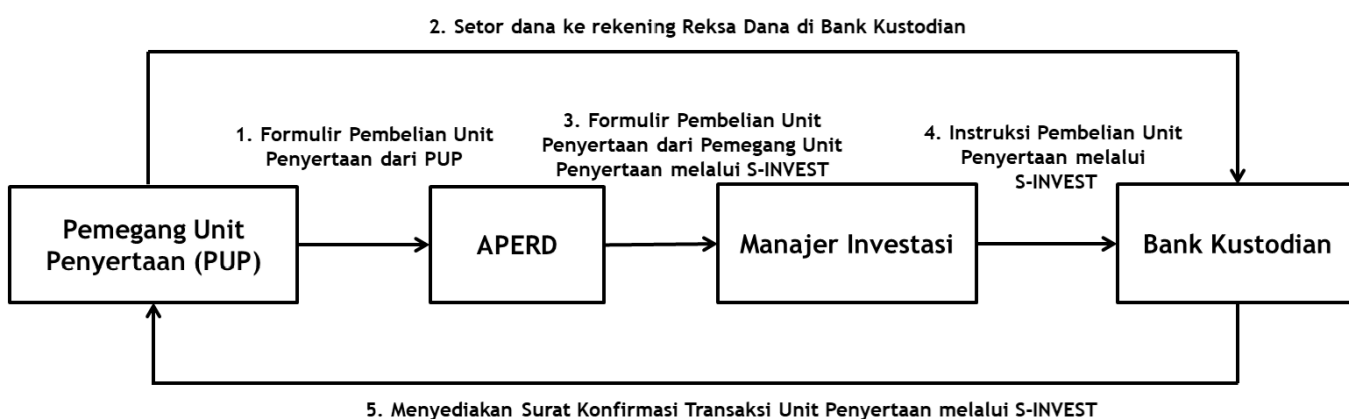 2. Setor dana ke rekening Reksa Dana di Bank Kustodian
1. Formulir Pembelian Unit
Penyertaan dari PUP
3. Formulir Pembelian Unit
Penyertaan dari Pemegang Unit
Penyertaan melalui S-INVEST
4. Instruksi Pembelian Unit
Penyertaan melalui
S-INVEST
Pemegang Unit
Penyertaan (PUP)
APERD
Manajer Investasi
Bank Kustodian
5. Menyediakan Surat Konfirmasi Transaksi Unit Penyertaan melalui S-INVEST